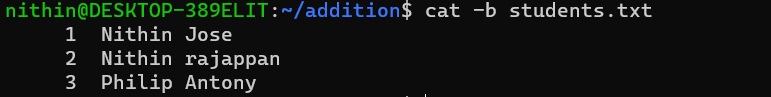 nithin@DESKTOP-389ELIT:~/addition$ cat -b students.txt
1 Nithin Jose
2 Nithin rajappan
3 Philip Antony